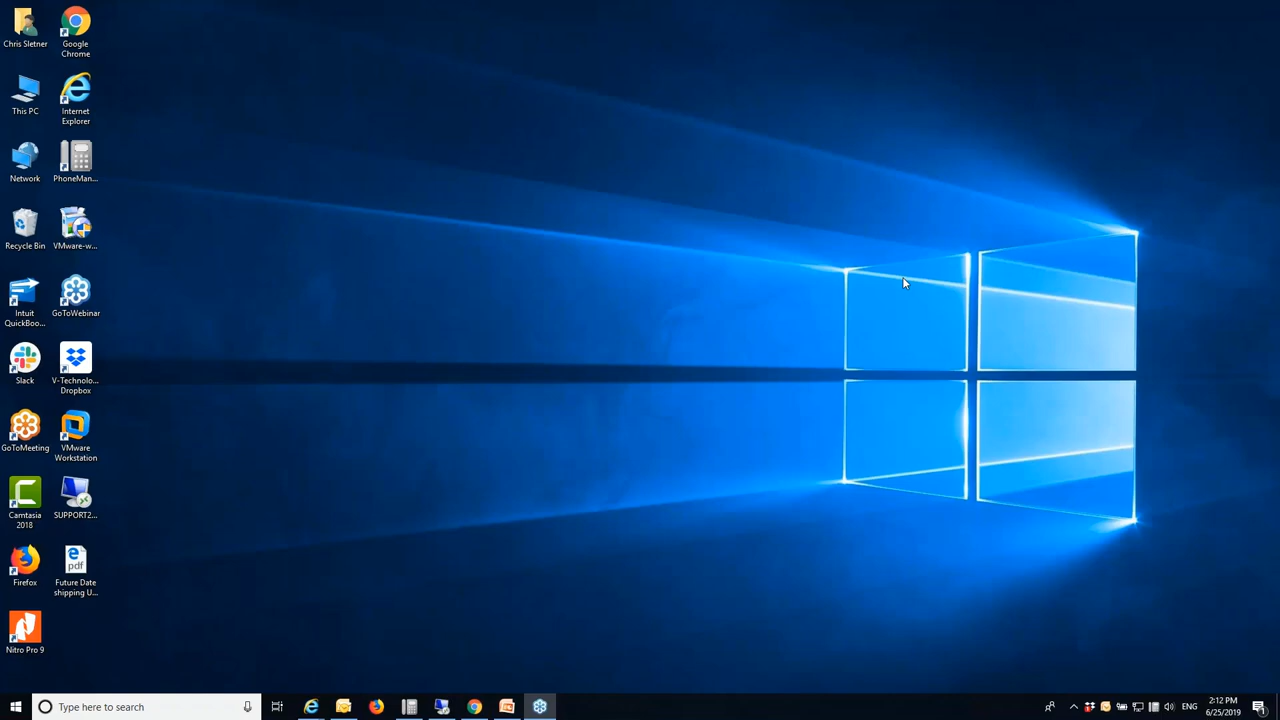 Chris Sletner
Google
Chrome
This PC
Internet
Explorer
Network
PhoneMan...
Recycle Bin
VMware-w...
Intuit
QuickBoo...
GoToWebinar
Slack
V-Technolo...
Dropbox
GoToMeeting
VMware
Workstation
Camtasia
2018
SUPPORT2...
Firefox
pdf
Future Date
shipping U...
Nitro Pro 9
Type here to search
ENG
2:12 PM
6/25/2019
1